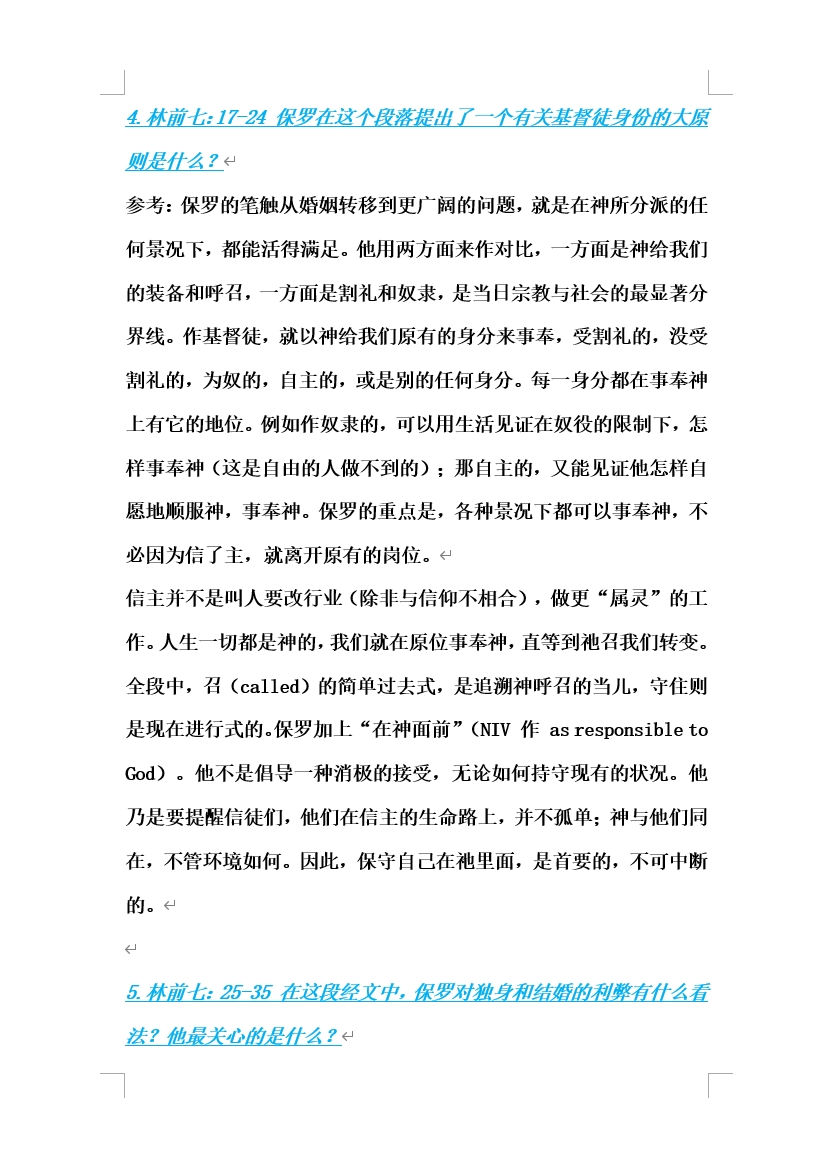 4.林前七：17-24 保罗在这个段落提出了一个有关基督徒身份的大原
则是什么？
参考：保罗的笔触从婚姻转移到更广阔的问题，就是在神所分派的任
何景况下，都能活得满足。他用两方面来作对比，一方面是神给我们
的装备和呼召，一方面是割礼和奴隶，是当日宗教与社会的最显著分
界线。作基督徒，就以神给我们原有的身分来事奉，受割礼的，没受
割礼的，为奴的，自主的，或是别的任何身分。每一身分都在事奉神
上有它的地位。例如作奴隶的，可以用生活见证在奴役的限制下，怎
样事奉神（这是自由的人做不到的）；那自主的，又能见证他怎样自
愿地顺服神，事奉神。保罗的重点是，各种景况下都可以事奉神，不
必因为信了主，就离开原有的岗位。
信主并不是叫人要改行业（除非与信仰不相合），做更“属灵”的工
作。人生一切都是神的，我们就在原位事奉神，直等到祂召我们转变。
全段中，召（called）的简单过去式，是追溯神呼召的当儿，守住则
是现在进行式的。保罗加上“在神面前”（NIV 作 as responsible to
God）。他不是倡导一种消极的接受，无论如何持守现有的状况。他
乃是要提醒信徒们，他们在信主的生命路上，并不孤单；神与他们同
在，不管环境如何。因此，保守自己在祂里面，是首要的，不可中断
的。
5.林前七：25-35 在这段经文中，保罗对独身和结婚的利弊有什么看
法？他最关心的是什么？